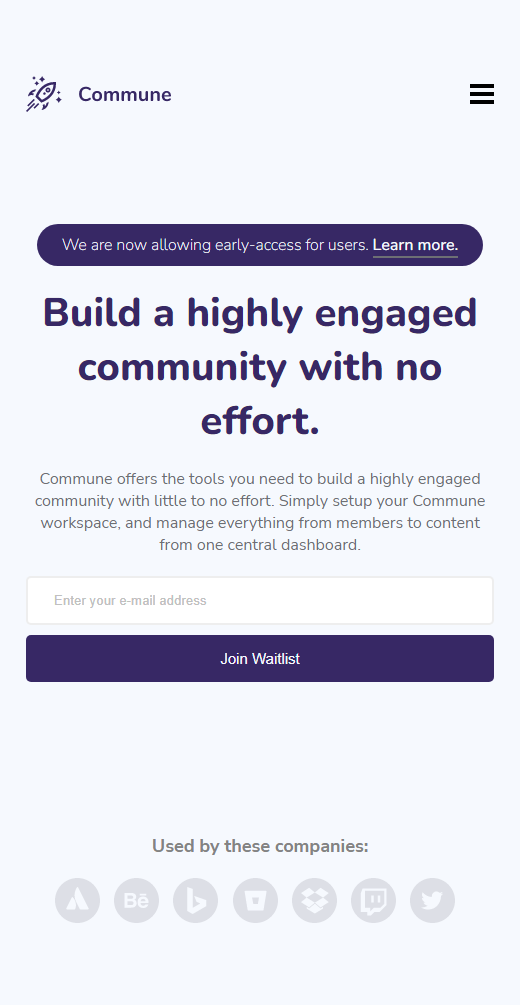 Commune
We are now allowing early-access for users. Learn more.
Build a highly engaged
community with no
effort.
Commune offers the tools you need to build a highly engaged
community with little to no effort. Simply setup your Commune
workspace, and manage everything from members to content
from one central dashboard.
Enter your e-mail address
Join Waitlist
Used by these companies:
Bē